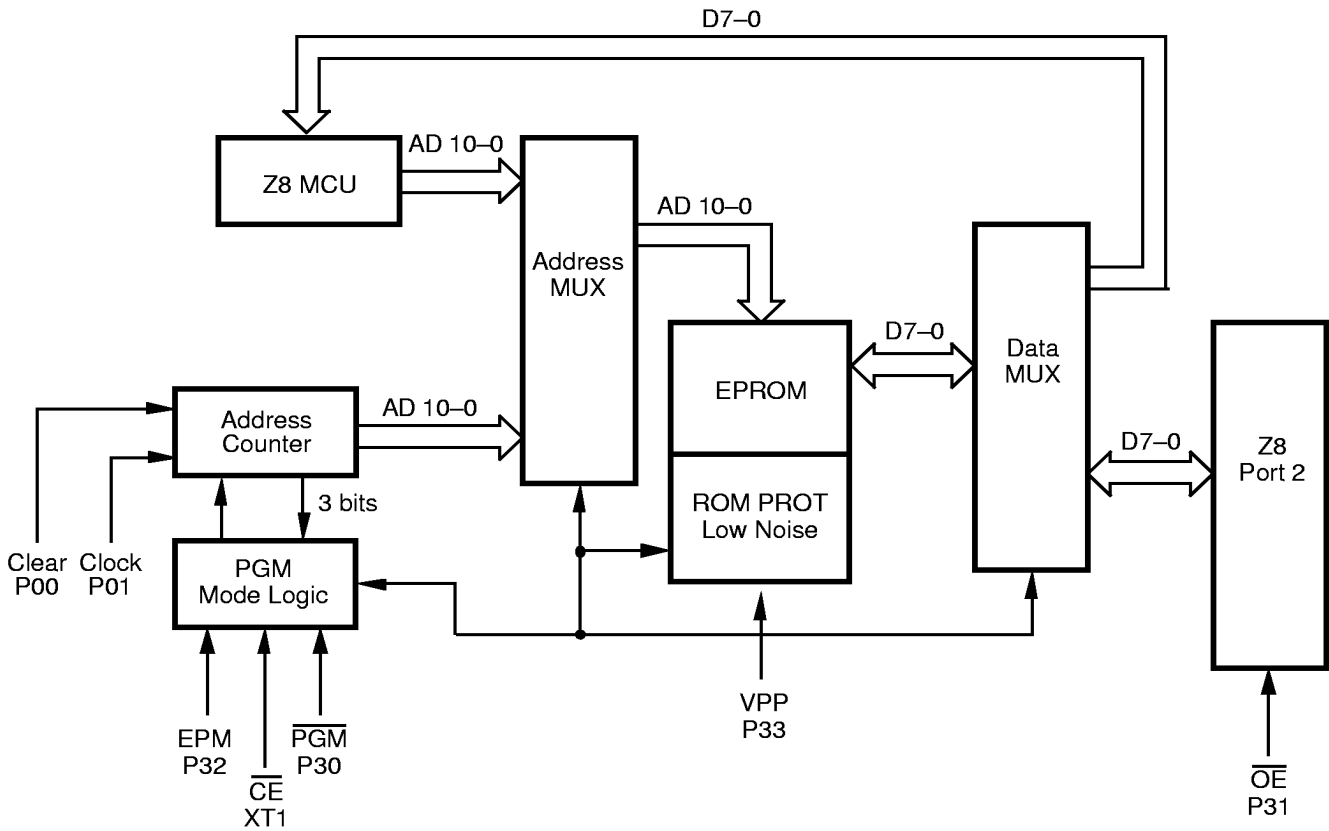 D7–0
AD 10–0
Z8 MCU
AD 10–0
Address
MUX
D7–0
Data
MUX
EPROM
AD 10–0
Address
Counter
D7–0
Z8
Port 2
3 bits
ROM PROT
Low Noise
Clear
P00
Clock
P01
PGM
Mode Logic
VPP
P33
EPM
P32
PGM
P30
CE
XT1
OE
P31